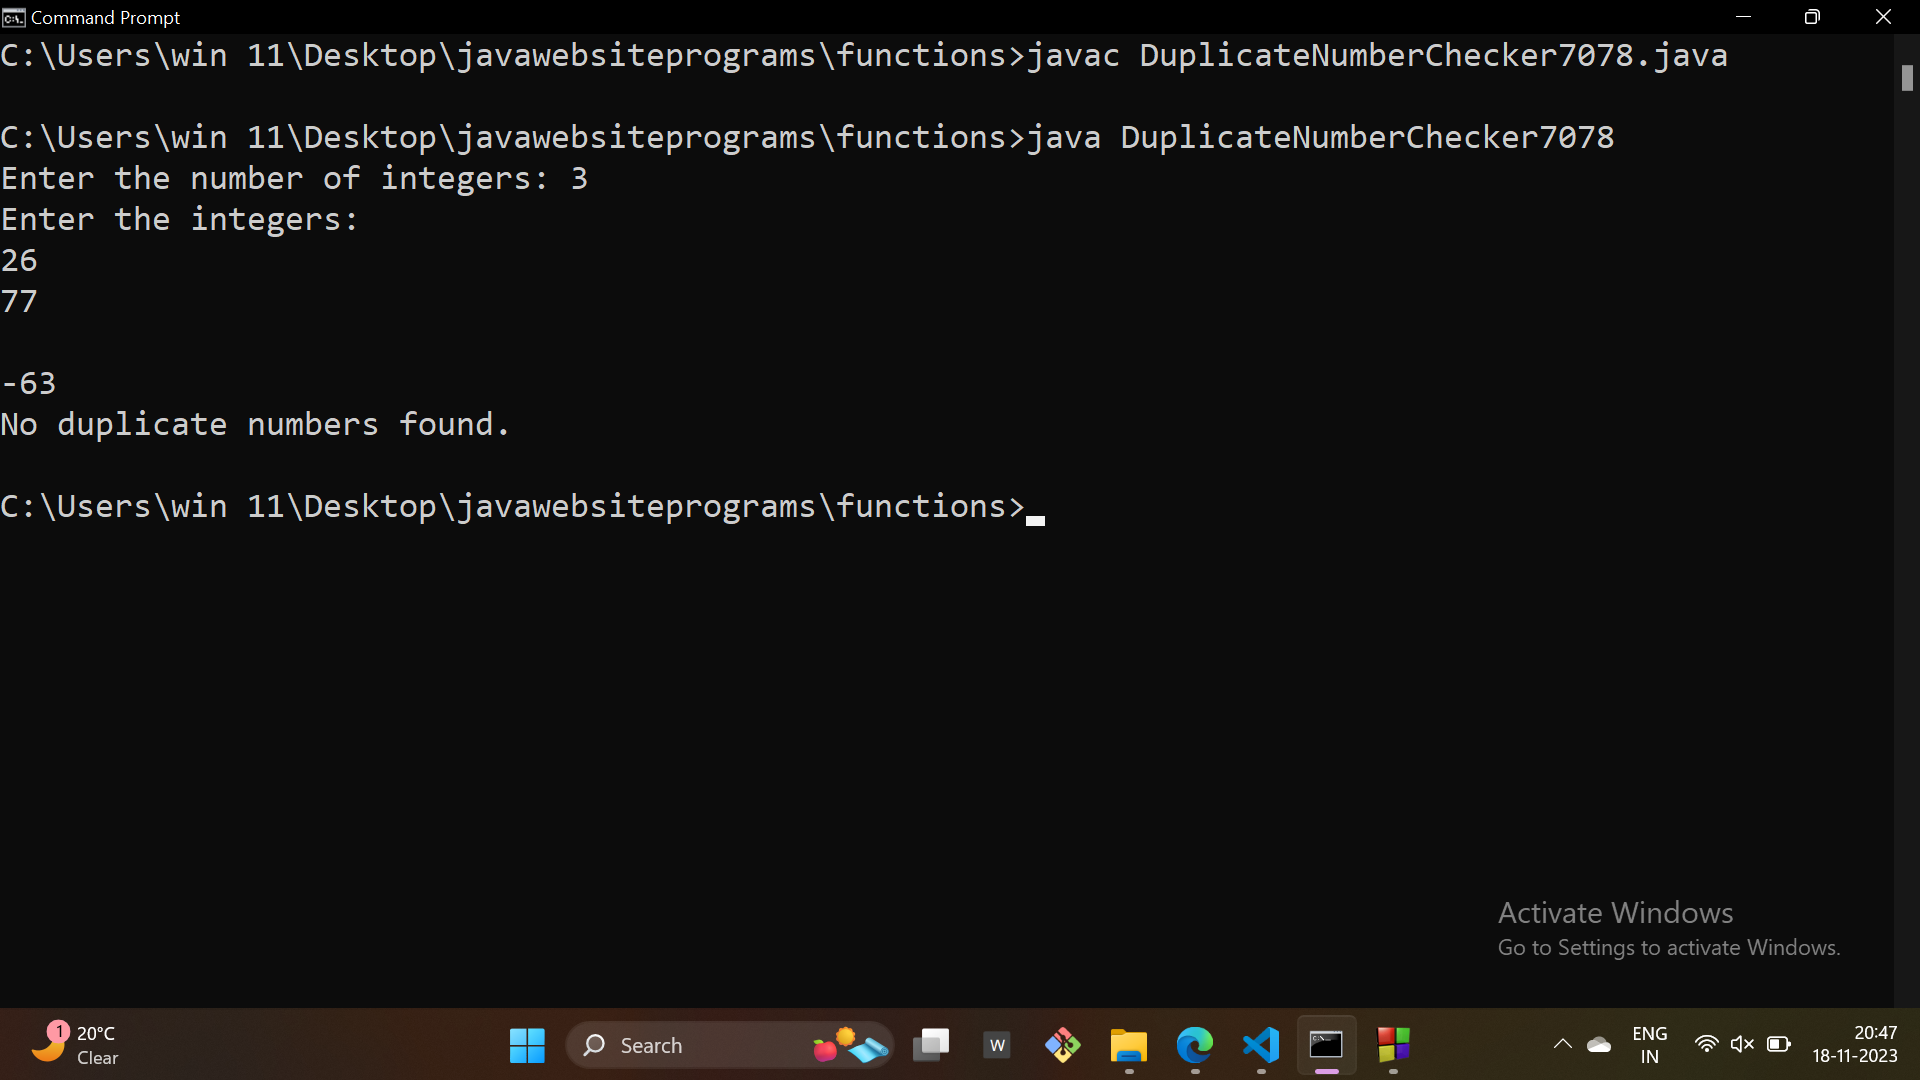 Command Prompt
C:\Users\win 11\Desktop\javawebsiteprograms\functions>javac DuplicateNumberChecker7078.java
C:\Users\win 11\Desktop\javawebsiteprograms\functions>java DuplicateNumberChecker7078
Enter the number of integers: 3
Enter the integers:
26
77
-63
No duplicate numbers found.
C:\Users\win 11\Desktop\javawebsiteprograms\functions>
Activate Windows
Go to Settings to activate Windows.
1
20°C
Clear
Search
W
ENG
IN
20:47
18-11-2023